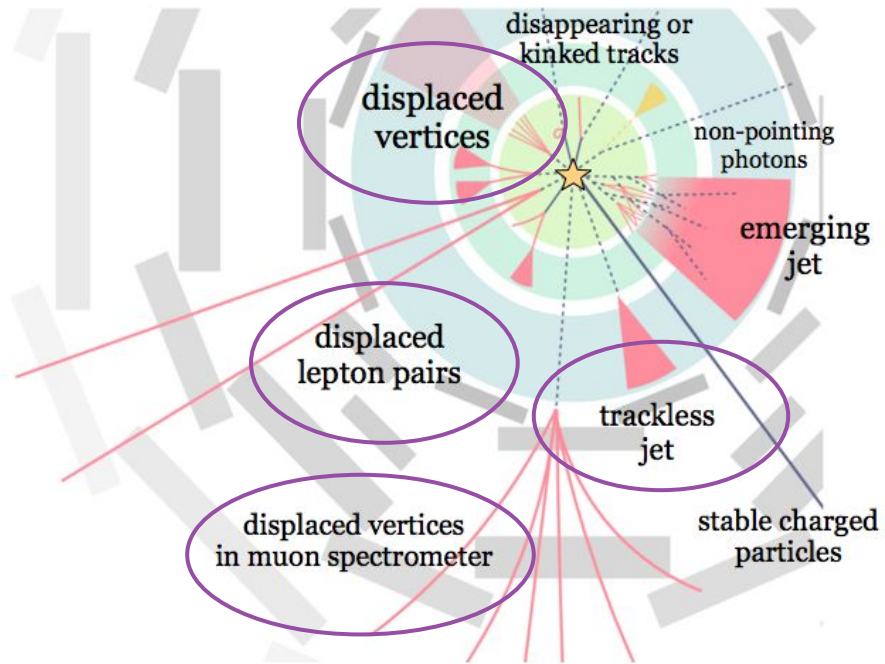 disappearing or
kinked tracks
displaced
vertices
non-pointing
photons
emerging
jet
displaced
lepton pairs
trackless
jet
displaced vertices
in muon spectrometer
stable charged
particles